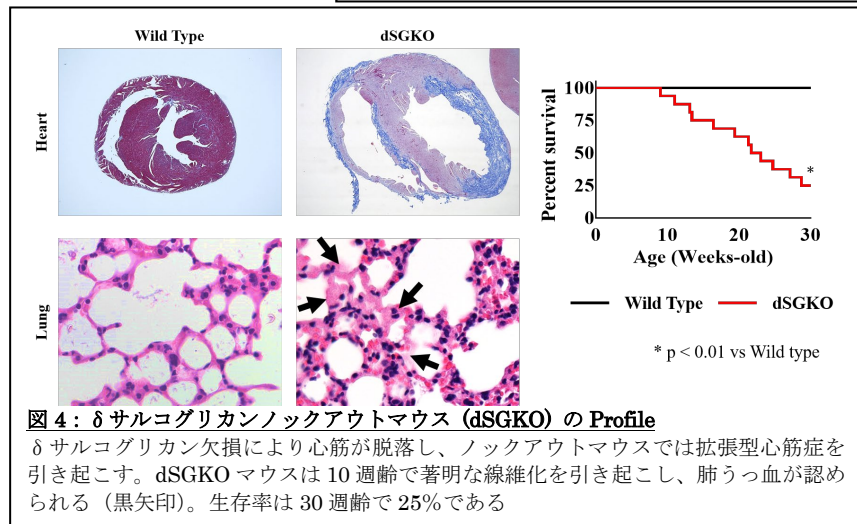 Wild Type
dSGKO
Heart
Lung
Percent survival
100
75
50
25
0
0
10
20
30
*
Age (Weeks-old)
Wild Type
dSGKO
* p < 0.01 vs Wild type
図 4：δサルコグリカンノックアウトマウス (dSGKO) の Profile
δサルコグリカン欠損により心筋が脱落し、ノックアウトマウスでは拡張型心筋症を
引き起こす。dSGKO マウスは 10 週齢で著明な線維化を引き起こし、肺うっ血が認め
られる（黒矢印）。生存率は 30 週齢で 25%である